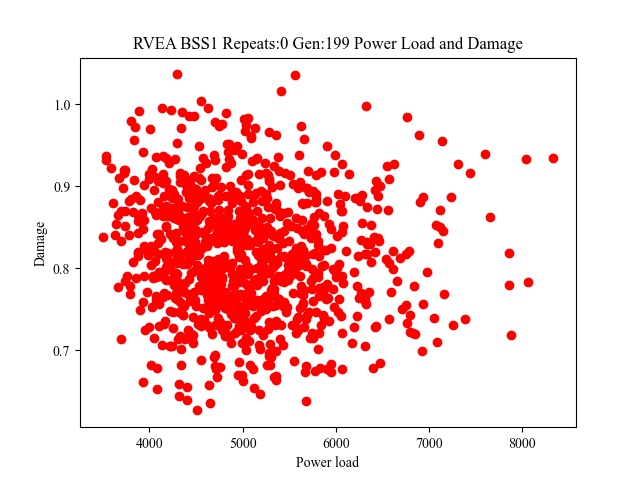 RVEA BSS1 Repeats:0 Gen:199 Power Load and Damage
1.0
0.9
0.8
0.7
Damage
4000 5000 6000 7000 8000
Power load